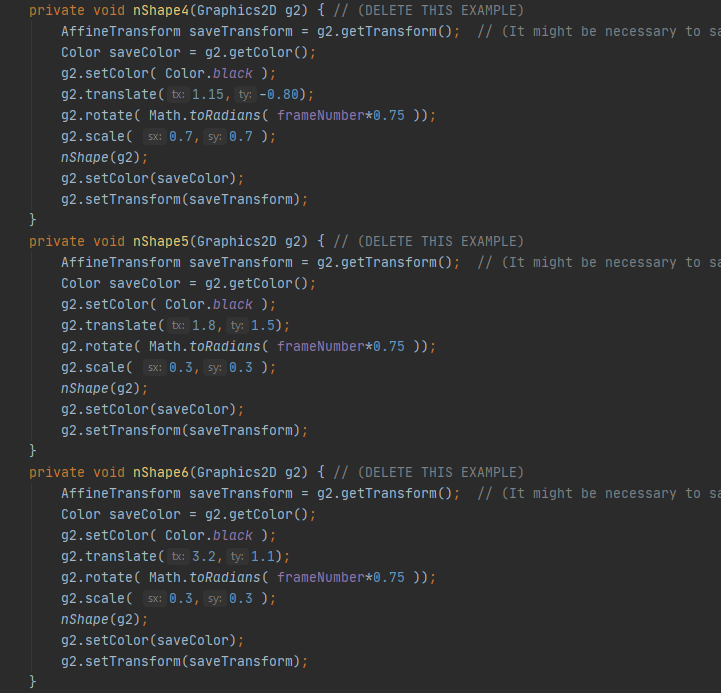 private void nShape4(Graphics2D g2) { // (DELETE THIS EXAMPLE)
AffineTransform saveTransform = g2.getTransform();  // (It might be necessary to sa
Color saveColor = g2.getColor();
g2.setColor( Color.black );
g2.translate( tx: 1.15, ty: -0.80);
g2.rotate( Math.toRadians( frameNumber*0.75 ));
g2.scale( sx: 0.7, sy: 0.7 );
nShape(g2);
g2.setColor(saveColor);
g2.setTransform(saveTransform);
}
private void nShape5(Graphics2D g2) { // (DELETE THIS EXAMPLE)
AffineTransform saveTransform = g2.getTransform();  // (It might be necessary to sa
Color saveColor = g2.getColor();
g2.setColor( Color.black );
g2.translate( tx: 1.8, ty: 1.5);
g2.rotate( Math.toRadians( frameNumber*0.75 ));
g2.scale( sx: 0.3, sy: 0.3 );
nShape(g2);
g2.setColor(saveColor);
g2.setTransform(saveTransform);
}
private void nShape6(Graphics2D g2) { // (DELETE THIS EXAMPLE)
AffineTransform saveTransform = g2.getTransform();  // (It might be necessary to sa
Color saveColor = g2.getColor();
g2.setColor( Color.black );
g2.translate( tx: 3.2, ty: 1.1);
g2.rotate( Math.toRadians( frameNumber*0.75 ));
g2.scale( sx: 0.3, sy: 0.3 );
nShape(g2);
g2.setColor(saveColor);
g2.setTransform(saveTransform);
}